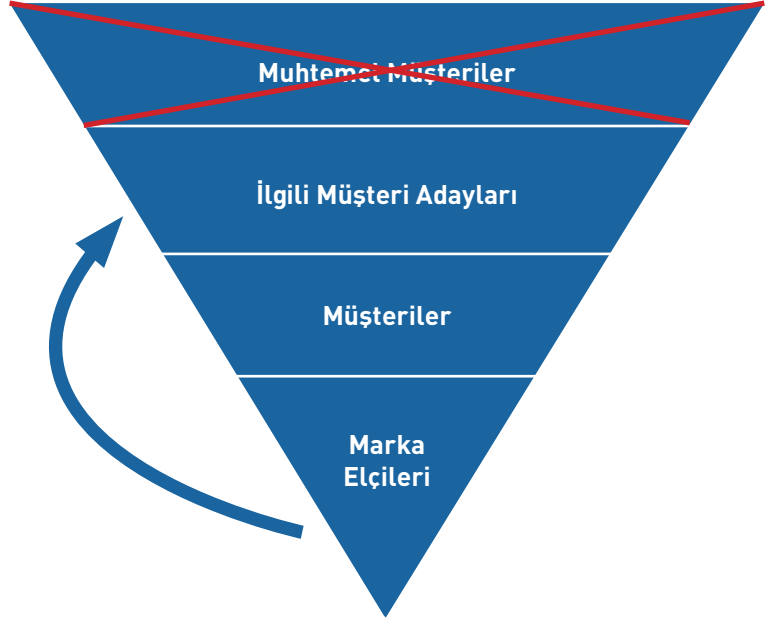 Muhtemel Müşteriler
İlgili Müşteri Adayları
Müşteriler
Marka
Elçileri